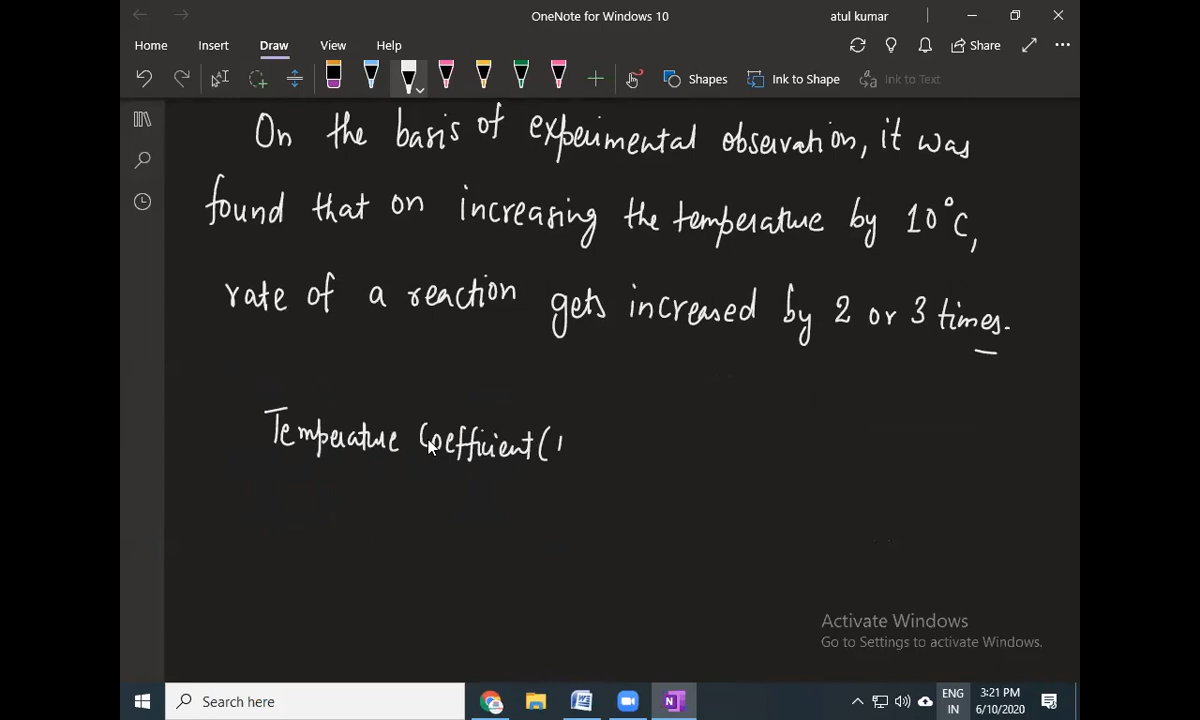 OneNote for Windows 10
atul kumar
Home Insert Draw View Help
Share
Shapes
Ink to Shape
Ink to Text
On the basis of experimental observation, it was
found that on increasing the temperature by 10°C,
rate of a reaction gets increased by 2 or 3 times.
Temperature Coefficient (
Activate Windows
Go to Settings to activate Windows.
Search here
ENG
IN
3:21 PM
6/10/2020